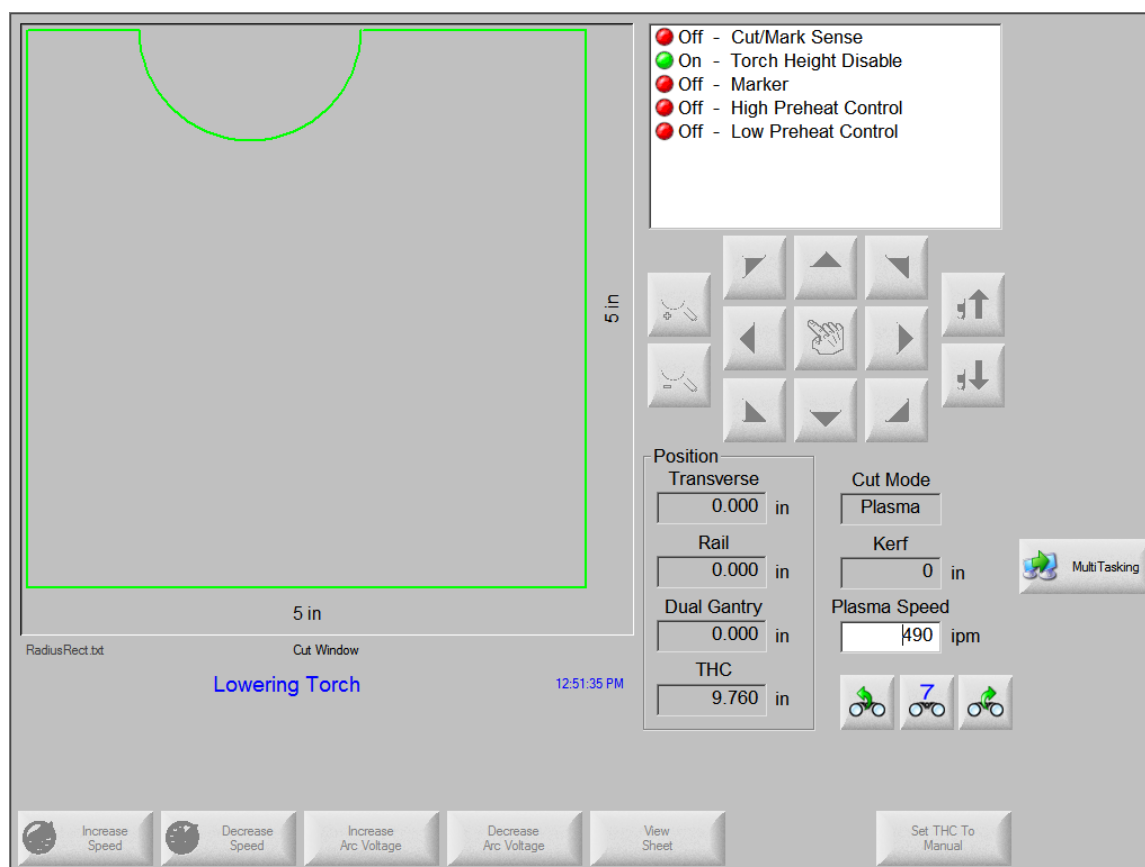 Off - Cut/Mark Sense
On - Torch Height Disable
Off - Marker
Off - High Preheat Control
Off - Low Preheat Control
5 in
5 in
RadiusRect.txt
Cut Window
Lowering Torch
12:51:35 PM
Position
Transverse
0.000 in
Rail
0.000 in
Dual Gantry
0.000 in
THC
9.760 in
Cut Mode
Plasma
Kerf
0 in
Plasma Speed
490 ipm
7
MultiTasking
Increase
Speed
Decrease
Speed
Increase
Arc Voltage
Decrease
Arc Voltage
View
Sheet
Set THC To
Manual